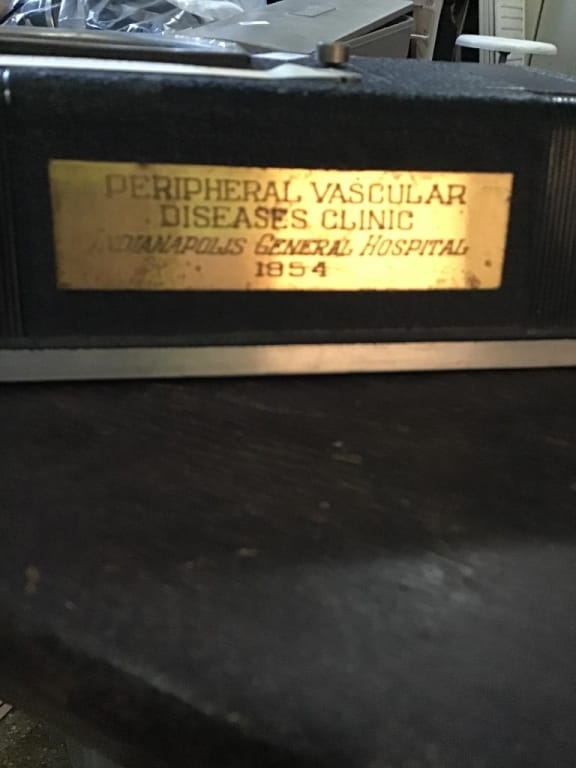 PERIPHERAL VASCULAR
DISEASES CLINIC
INDIANAPOLIS GENERAL HOSPITAL
1954